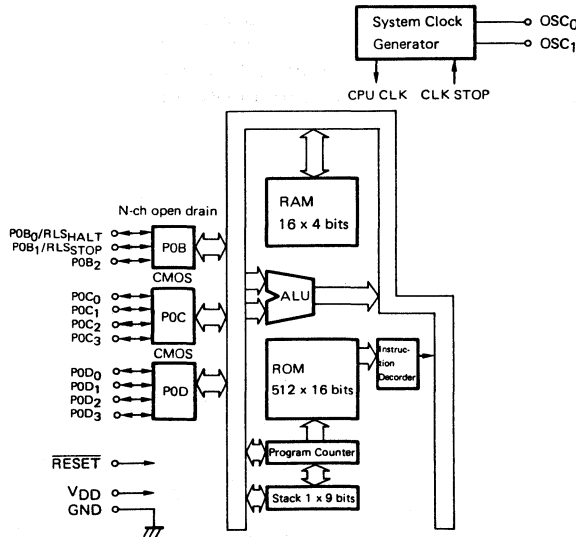 System Clock
Generator
OSC0
OSC1
CPU CLK
CLK STOP
RAM
16 x 4 bits
N-ch open drain
P0B0/RLSHALT
P0B1/RLSSTOP
P0B2
P0B
CMOS
P0C0
P0C1
P0C2
P0C3
P0C
CMOS
P0D0
P0D1
P0D2
P0D3
P0D
ALU
ROM
512 x 16 bits
Instruc-
tion
Decorder
Program Counter
Stack 1 x 9 bits
RESET
VDD
GND